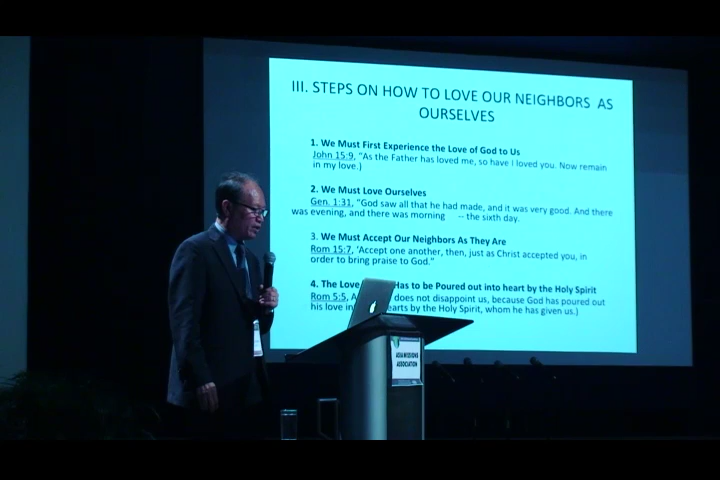 III. STEPS ON HOW TO LOVE OUR NEIGHBORS AS
OURSELVES
1. We Must First Experience the Love of God to Us
John 15:9, "As the Father has loved me, so have I loved you. Now remain
in my love.)
2. We Must Love Ourselves
Gen. 1:31, "God saw all that he had made, and it was very good. And there
was evening, and there was morning -- the sixth day.
3. We Must Accept Our Neighbors As They Are
Rom 15:7, 'Accept one another, then, just as Christ accepted you, in
order to bring praise to God."
4. The Love Has to be Poured out into heart by the Holy Spirit
Rom 5:5, does not disappoint us, because God has poured out
his love in hearts by the Holy Spirit, whom he has given us.)
ASIA MISSIONS
ASSOCIATION